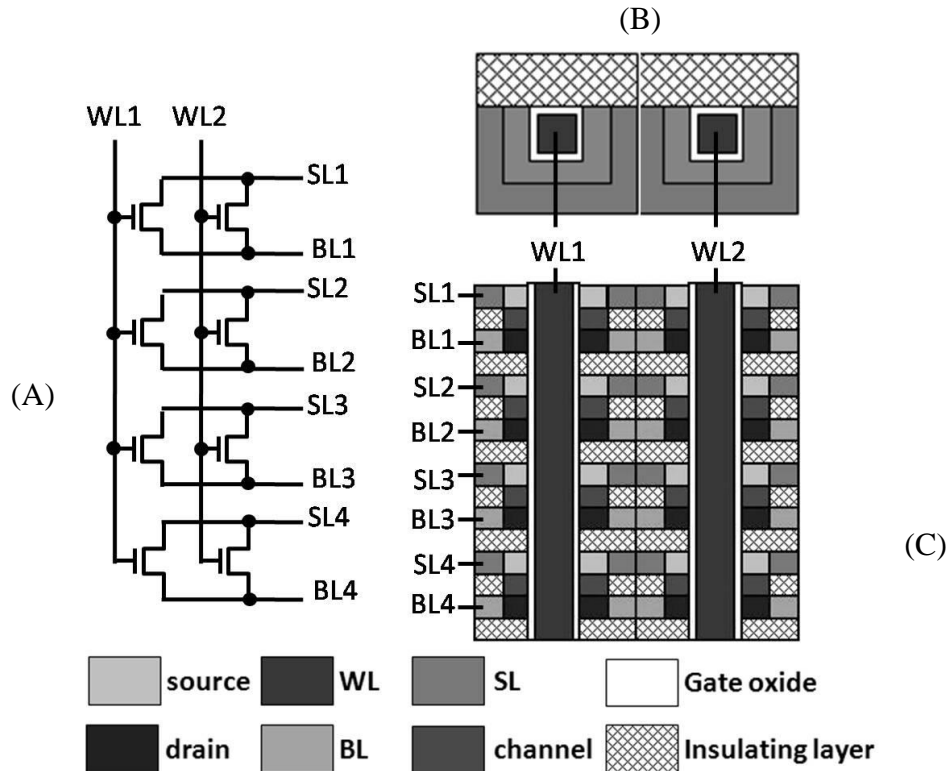 (B)
WL1 WL2
SL1
BL1
SL2
BL2
(A)
SL3
BL3
SL4
BL4
WL1 WL2
SL1
BL1
SL2
BL2
SL3
BL3
SL4
BL4
(C)
source WL SL Gate oxide
drain BL channel Insulating layer